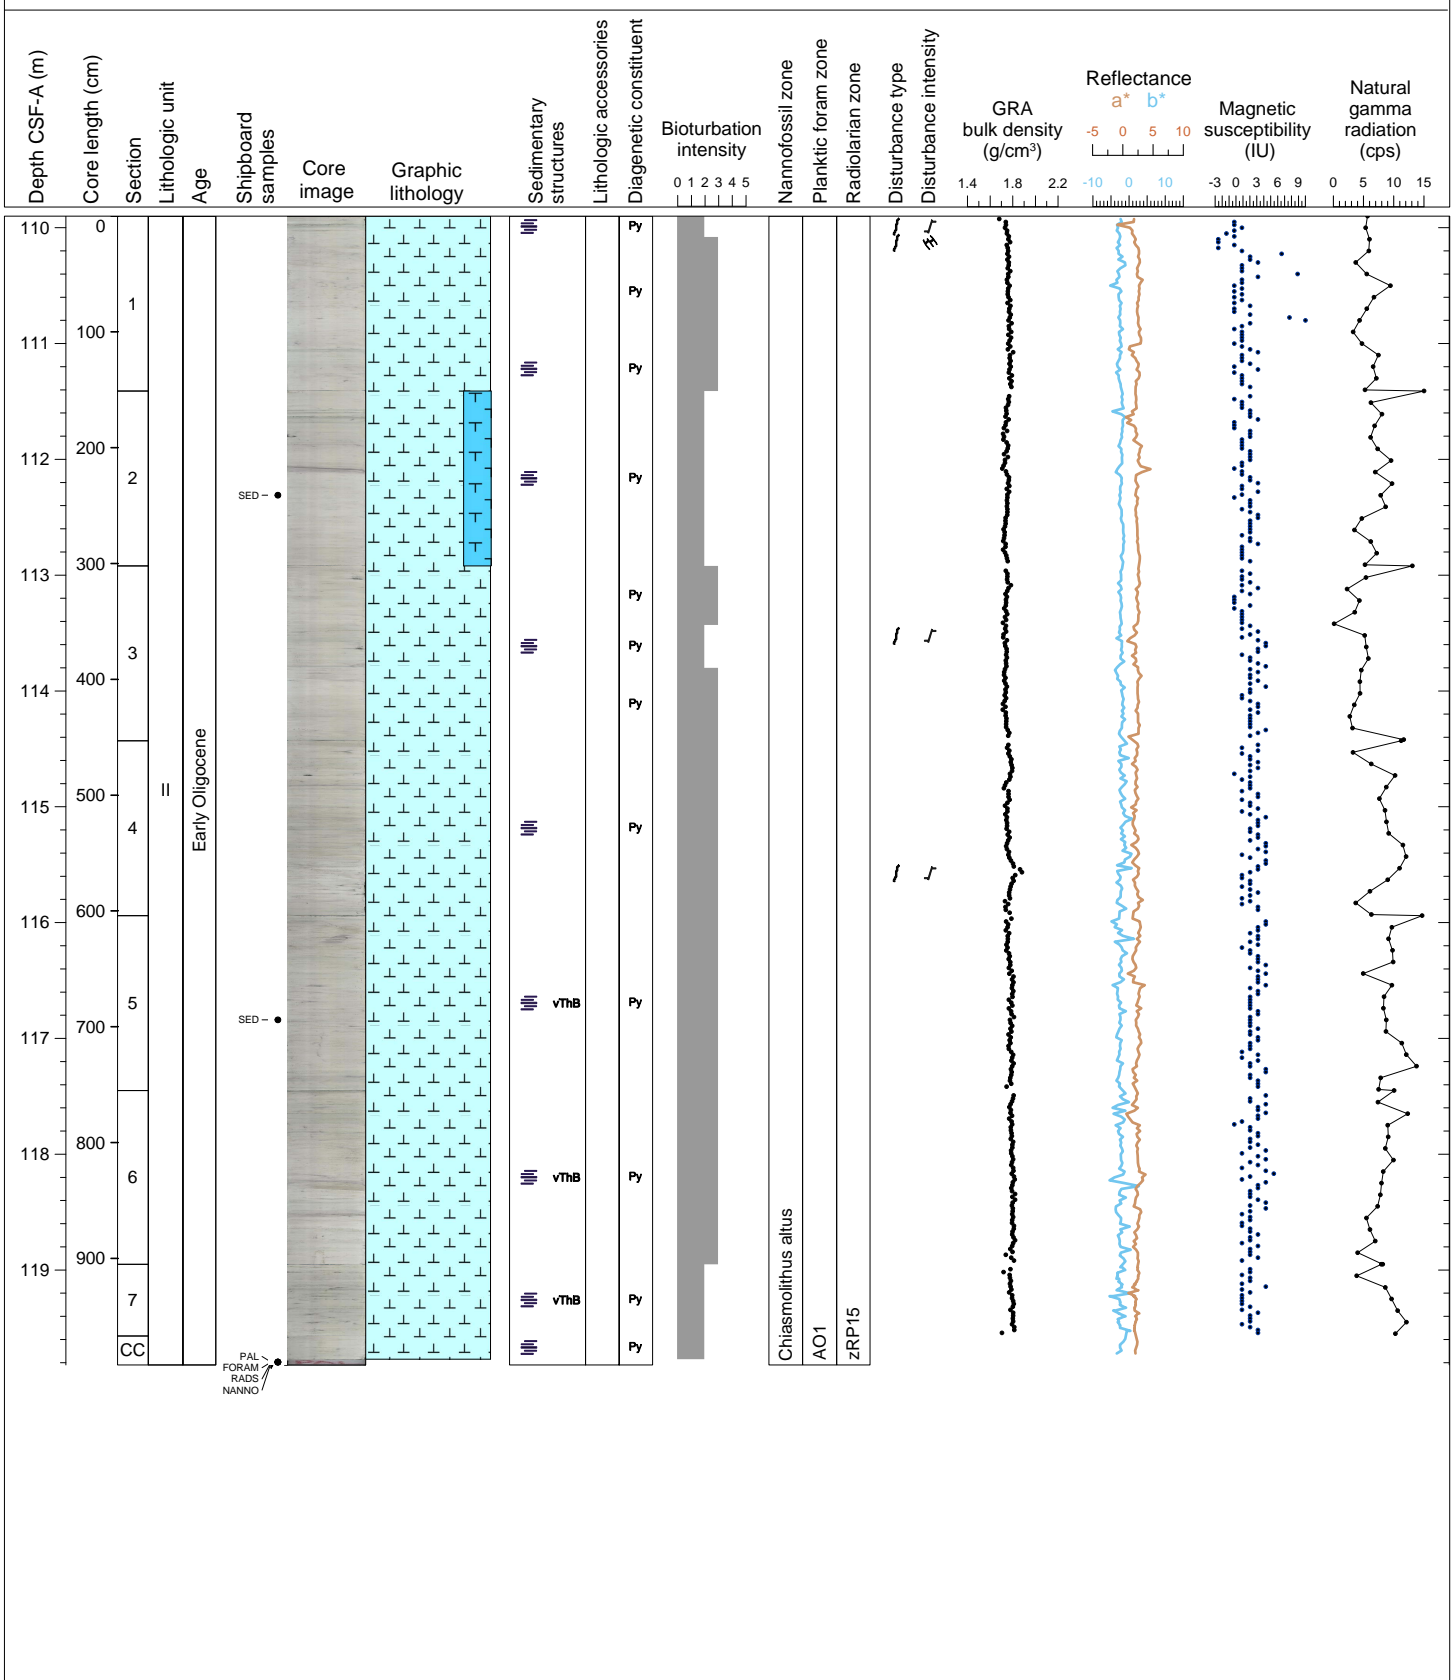 Depth CSF-A (m)
Core length (cm)
Section
Lithologic unit
Age
Shipboard
samples
Core
image
Graphic
lithology
Sedimentary
structures
Lithologic accessories
Diagenetic constituent
Bioturbation
intensity
0 1 2 3 4 5
Nannofossil zone
Planktic foram zone
Radiolarian zone
Disturbance type
Disturbance intensity
GRA
bulk density
(g/cm³)
1.4 1.8 2.2
Reflectance
a* b*
-5 0 5 10
-10 0 10
Magnetic
susceptibility
(IU)
-3 0 3 6 9
Natural
gamma
radiation
(cps)
0 5 10 15
110
111
112
113
114
115
116
117
118
119
0
100
200
300
400
500
600
700
800
900
1
2
3
4
5
6
7
CC
II
Early Oligocene
SED
SED
PAL
FORAM
RADS
NANNO
vThB
vThB
vThB
Py
Py
Py
Py
Py
Py
Py
Py
Py
Py
Py
Py
Chiasmolithus altus
AO1
zRP15